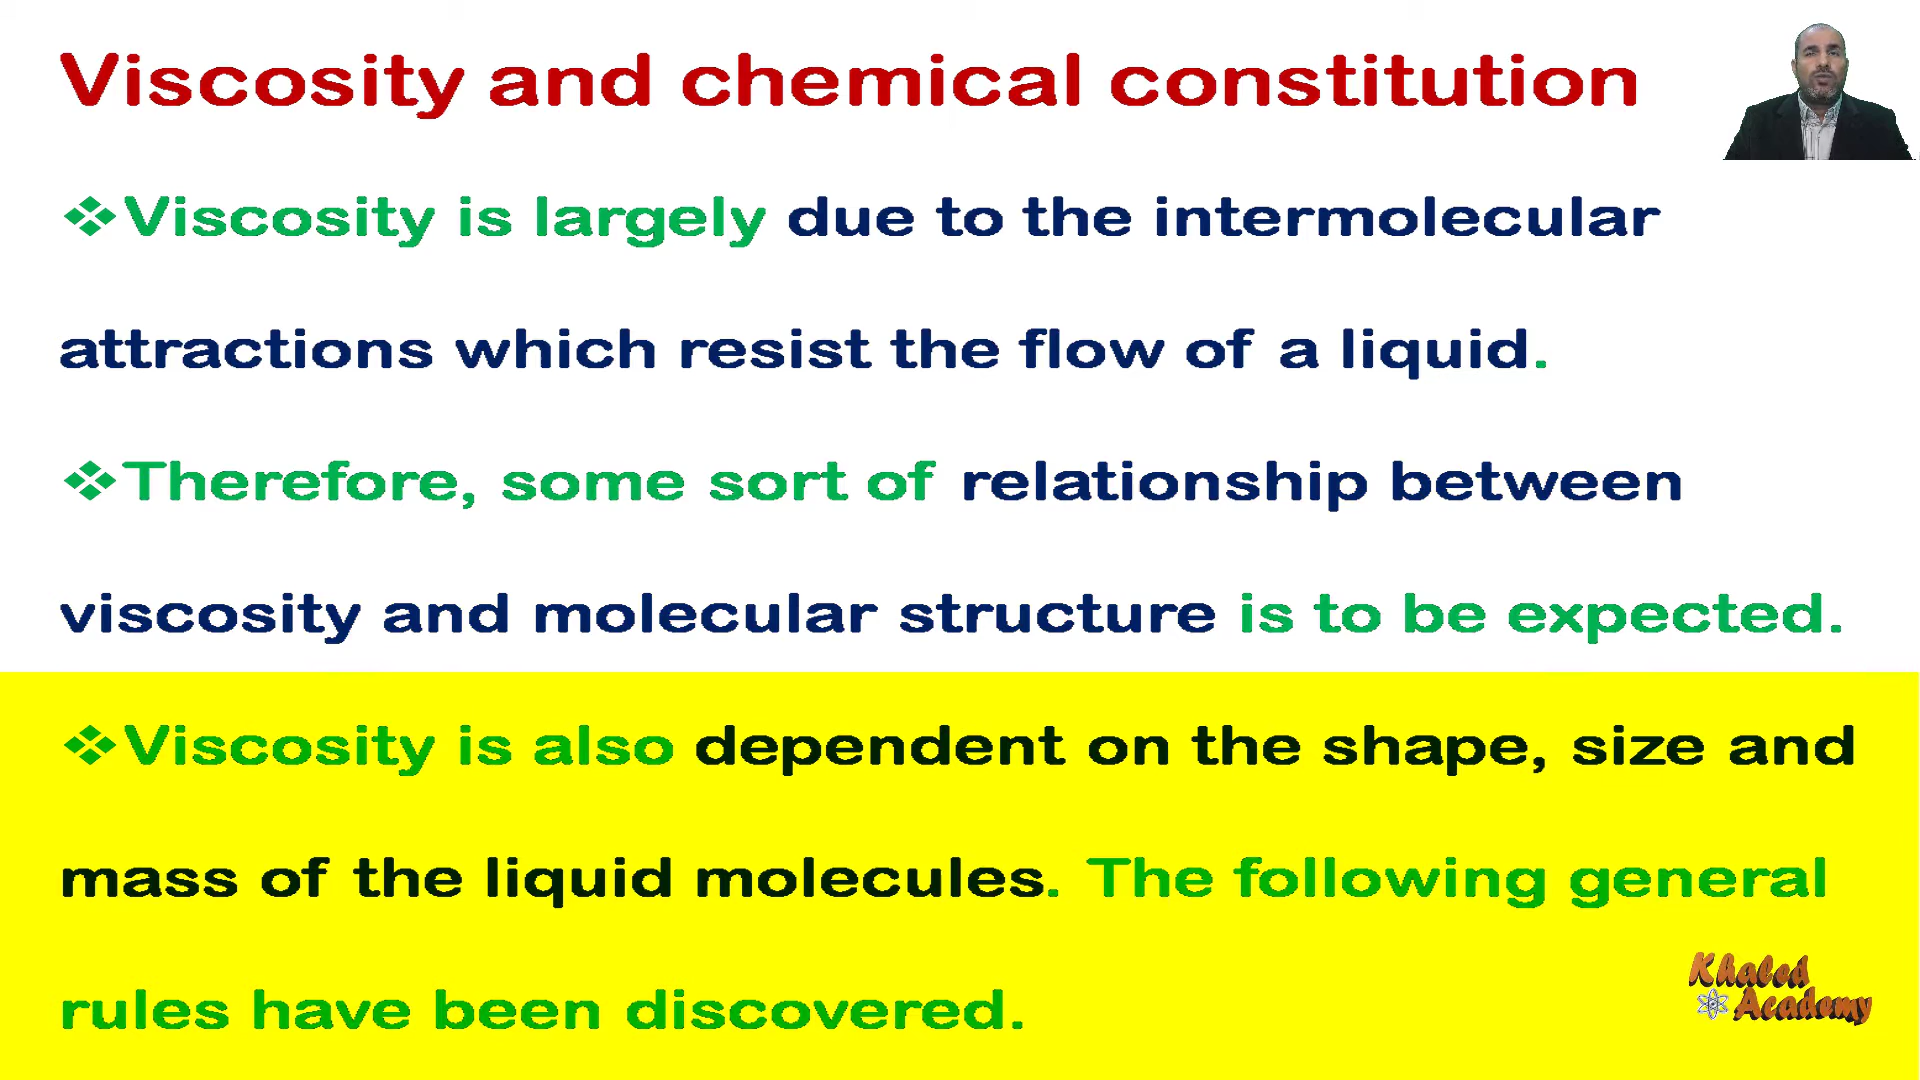 Viscosity and chemical constitution
❖Viscosity is largely due to the intermolecular
attractions which resist the flow of a liquid.
❖Therefore, some sort of relationship between
viscosity and molecular structure is to be expected.
❖Viscosity is also dependent on the shape, size and
mass of the liquid molecules. The following general
rules have been discovered.
Khaled
Academy